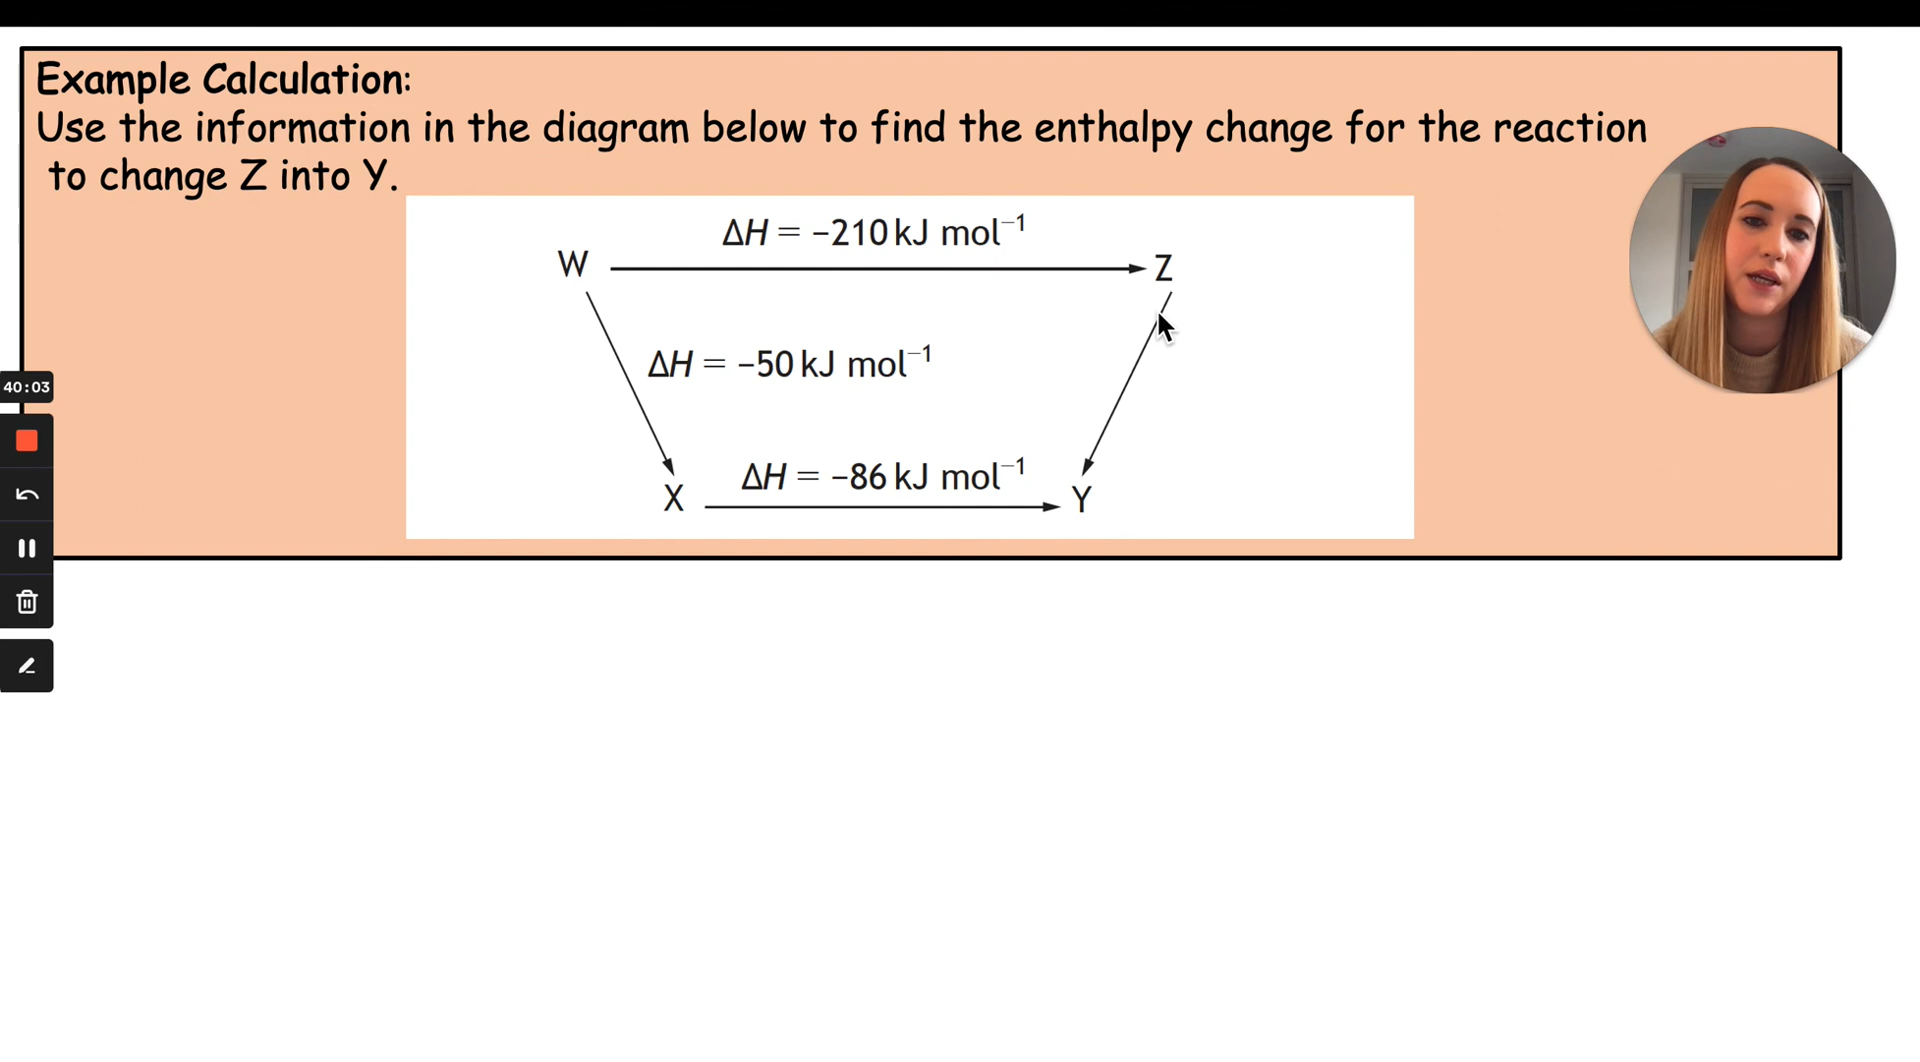 Example Calculation:
Use the information in the diagram below to find the enthalpy change for the reaction
to change Z into Y.
ΔH = −210 kJ mol⁻¹
W
Z
ΔH = −50 kJ mol⁻¹
ΔH = −86 kJ mol⁻¹
X
Y
40:03